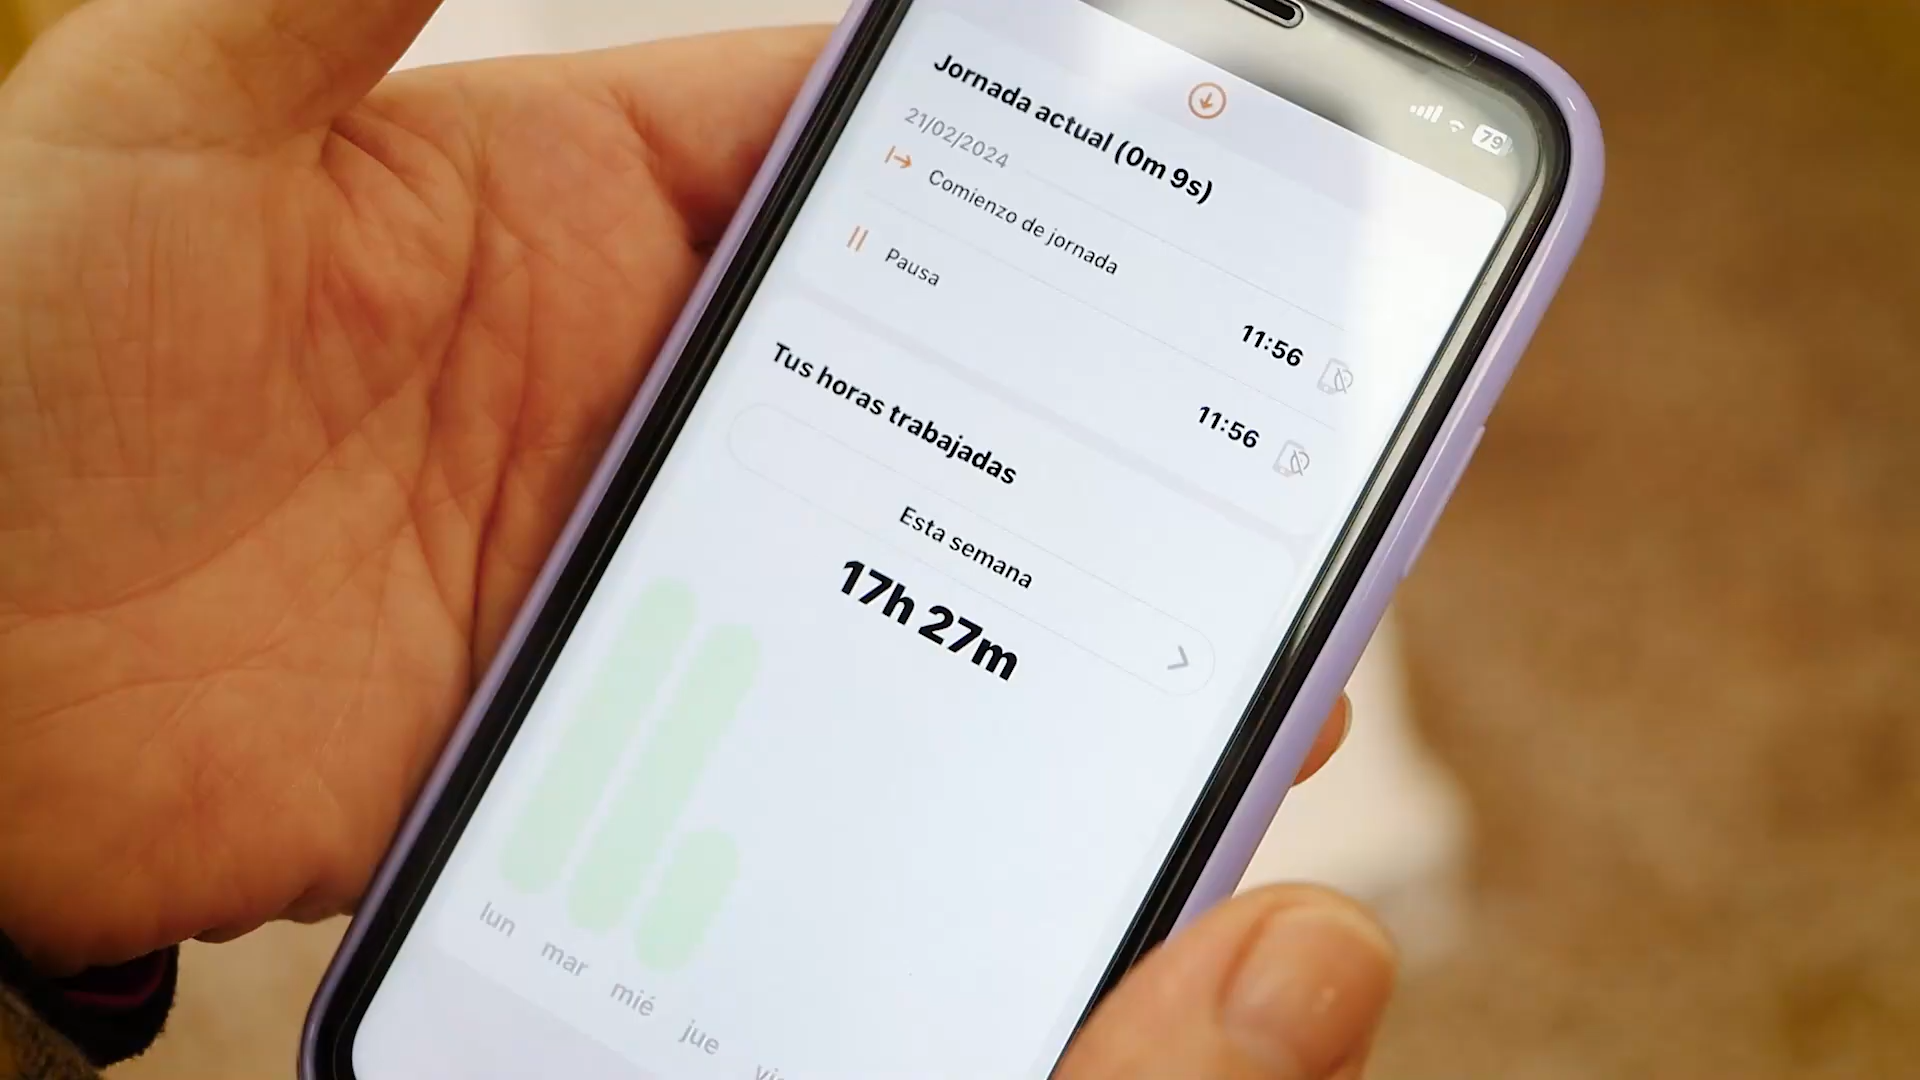 79
Jornada actual (0m 9s)
21/02/2024
Comienzo de jornada 11:56
Pausa 11:56
Tus horas trabajadas
Esta semana
17h 27m
lun mar mié jue